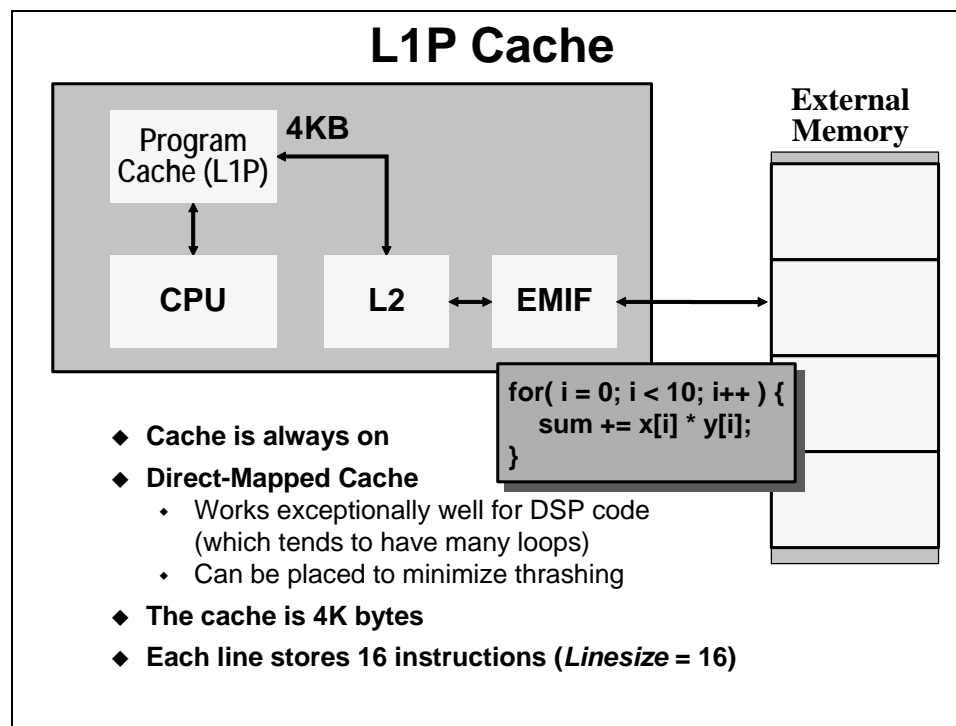 L1P Cache
External
Memory
Program
Cache (L1P)
4KB
CPU
L2
EMIF
for( i = 0; i < 10; i++ ) {
sum += x[i] * y[i];
}
◆ Cache is always on
◆ Direct-Mapped Cache
◆ Works exceptionally well for DSP code
(which tends to have many loops)
◆ Can be placed to minimize thrashing
◆ The cache is 4K bytes
◆ Each line stores 16 instructions (Linesize = 16)